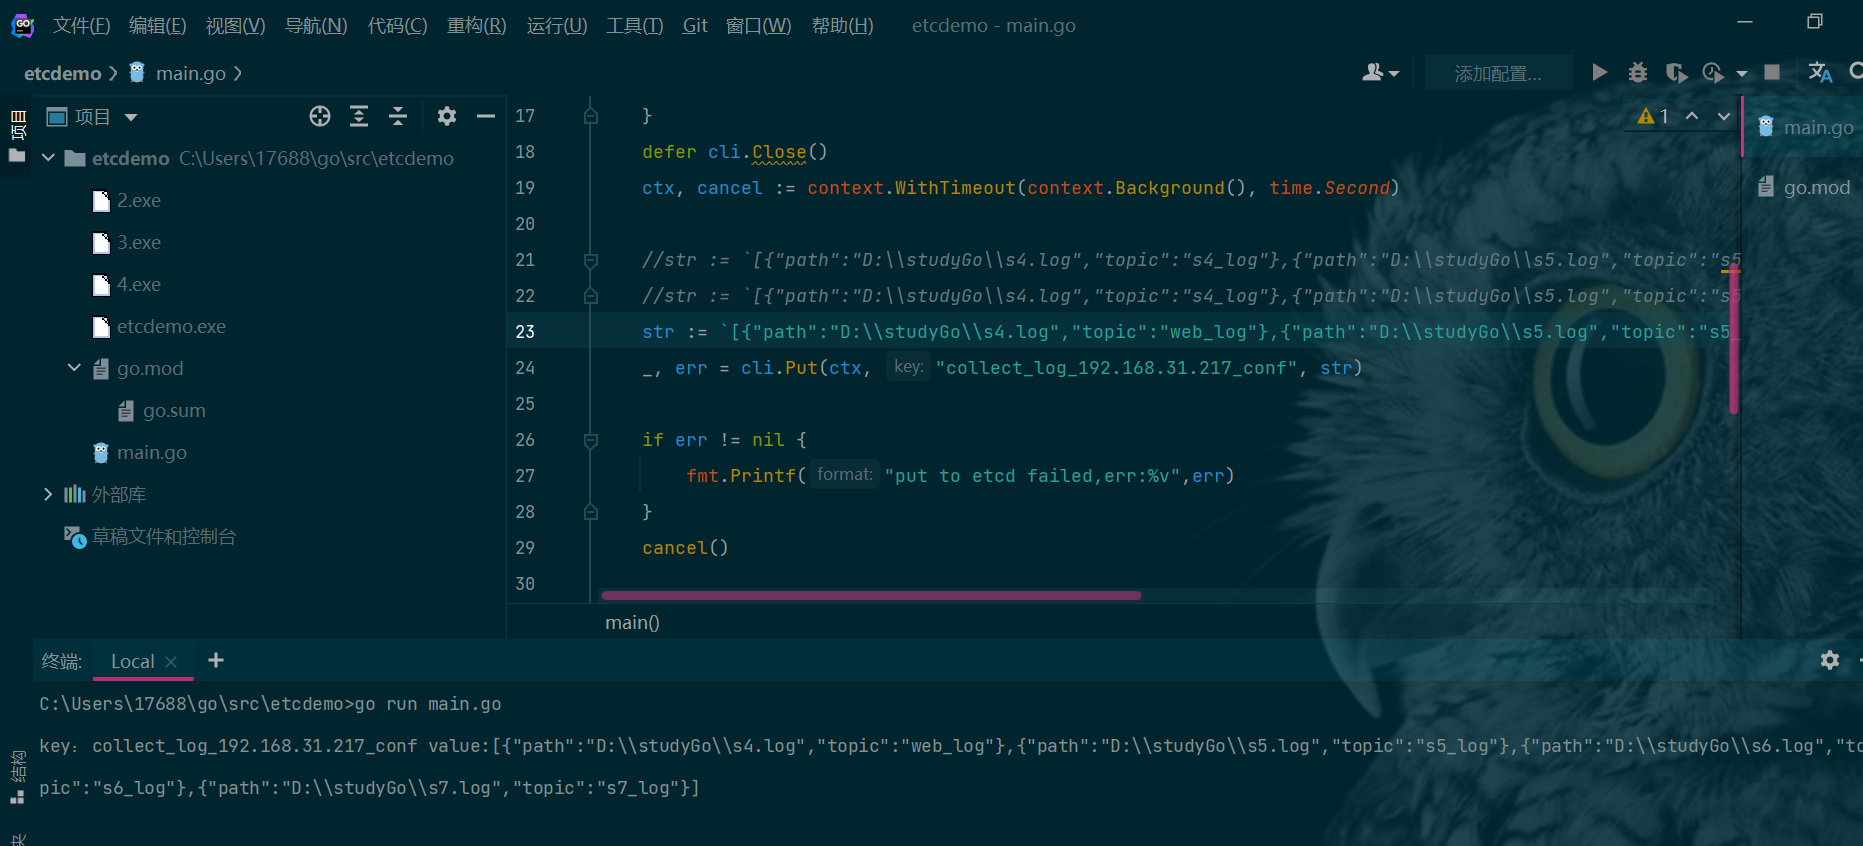 GO 文件(F) 编辑(E) 视图(V) 导航(N) 代码(C) 重构(R) 运行(U) 工具(T) Git 窗口(W) 帮助(H) etcdemo - main.go
etcdemo main.go
添加配置...
项目
项目
etcdemo C:\Users\17688\go\src\etcdemo
2.exe
3.exe
4.exe
etcdemo.exe
go.mod
go.sum
main.go
外部库
草稿文件和控制台
1
main.go
go.mod
17 }
18 defer cli.Close()
19 ctx, cancel := context.WithTimeout(context.Background(), time.Second)
20
21 //str := `[{"path":"D:\\studyGo\\s4.log","topic":"s4_log"},{"path":"D:\\studyGo\\s5.log","topic":"s5
22 //str := `[{"path":"D:\\studyGo\\s4.log","topic":"s4_log"},{"path":"D:\\studyGo\\s5.log","topic":"s5
23 str := `[{"path":"D:\\studyGo\\s4.log","topic":"web_log"},{"path":"D:\\studyGo\\s5.log","topic":"s5_
24 _, err = cli.Put(ctx, key: "collect_log_192.168.31.217_conf", str)
25
26 if err != nil {
27 fmt.Printf( format: "put to etcd failed,err:%v",err)
28 }
29 cancel()
30
main()
终端: Local
C:\Users\17688\go\src\etcdemo>go run main.go
key：collect_log_192.168.31.217_conf value:[{"path":"D:\\studyGo\\s4.log","topic":"web_log"},{"path":"D:\\studyGo\\s5.log","topic":"s5_log"},{"path":"D:\\studyGo\\s6.log","to
pic":"s6_log"},{"path":"D:\\studyGo\\s7.log","topic":"s7_log"}]
结构